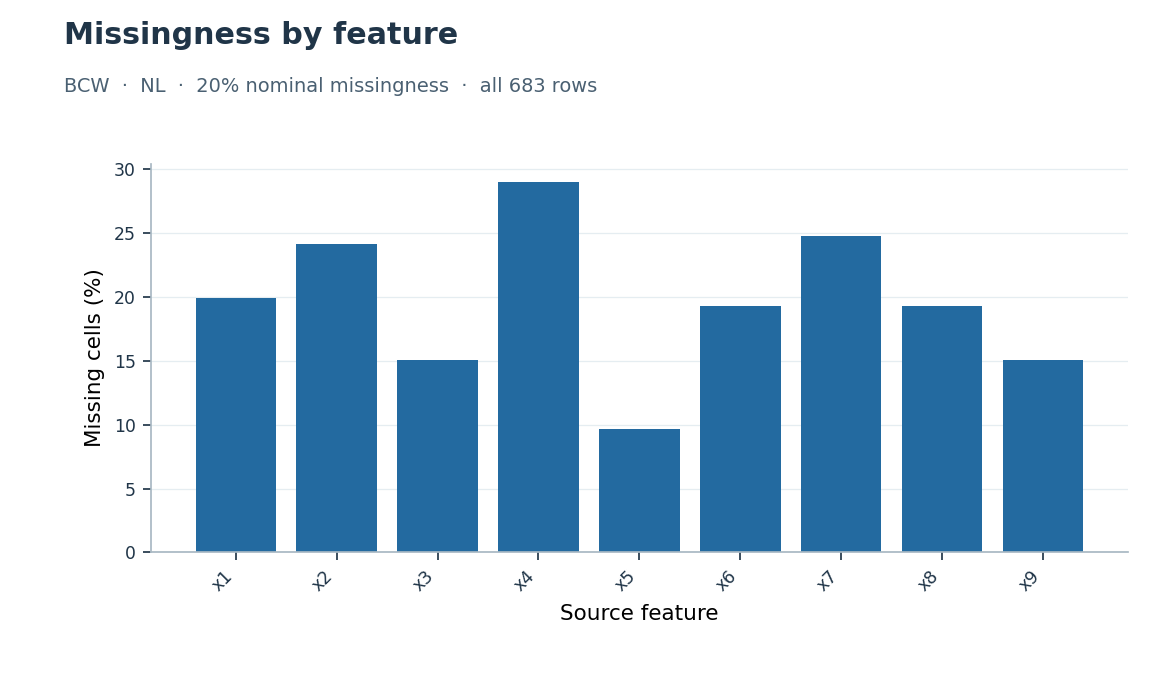 Missingness by feature
BCW · NL · 20% nominal missingness · all 683 rows
Missing cells (%)
30
25
20
15
10
5
0
x1 x2 x3 x4 x5 x6 x7 x8 x9
Source feature